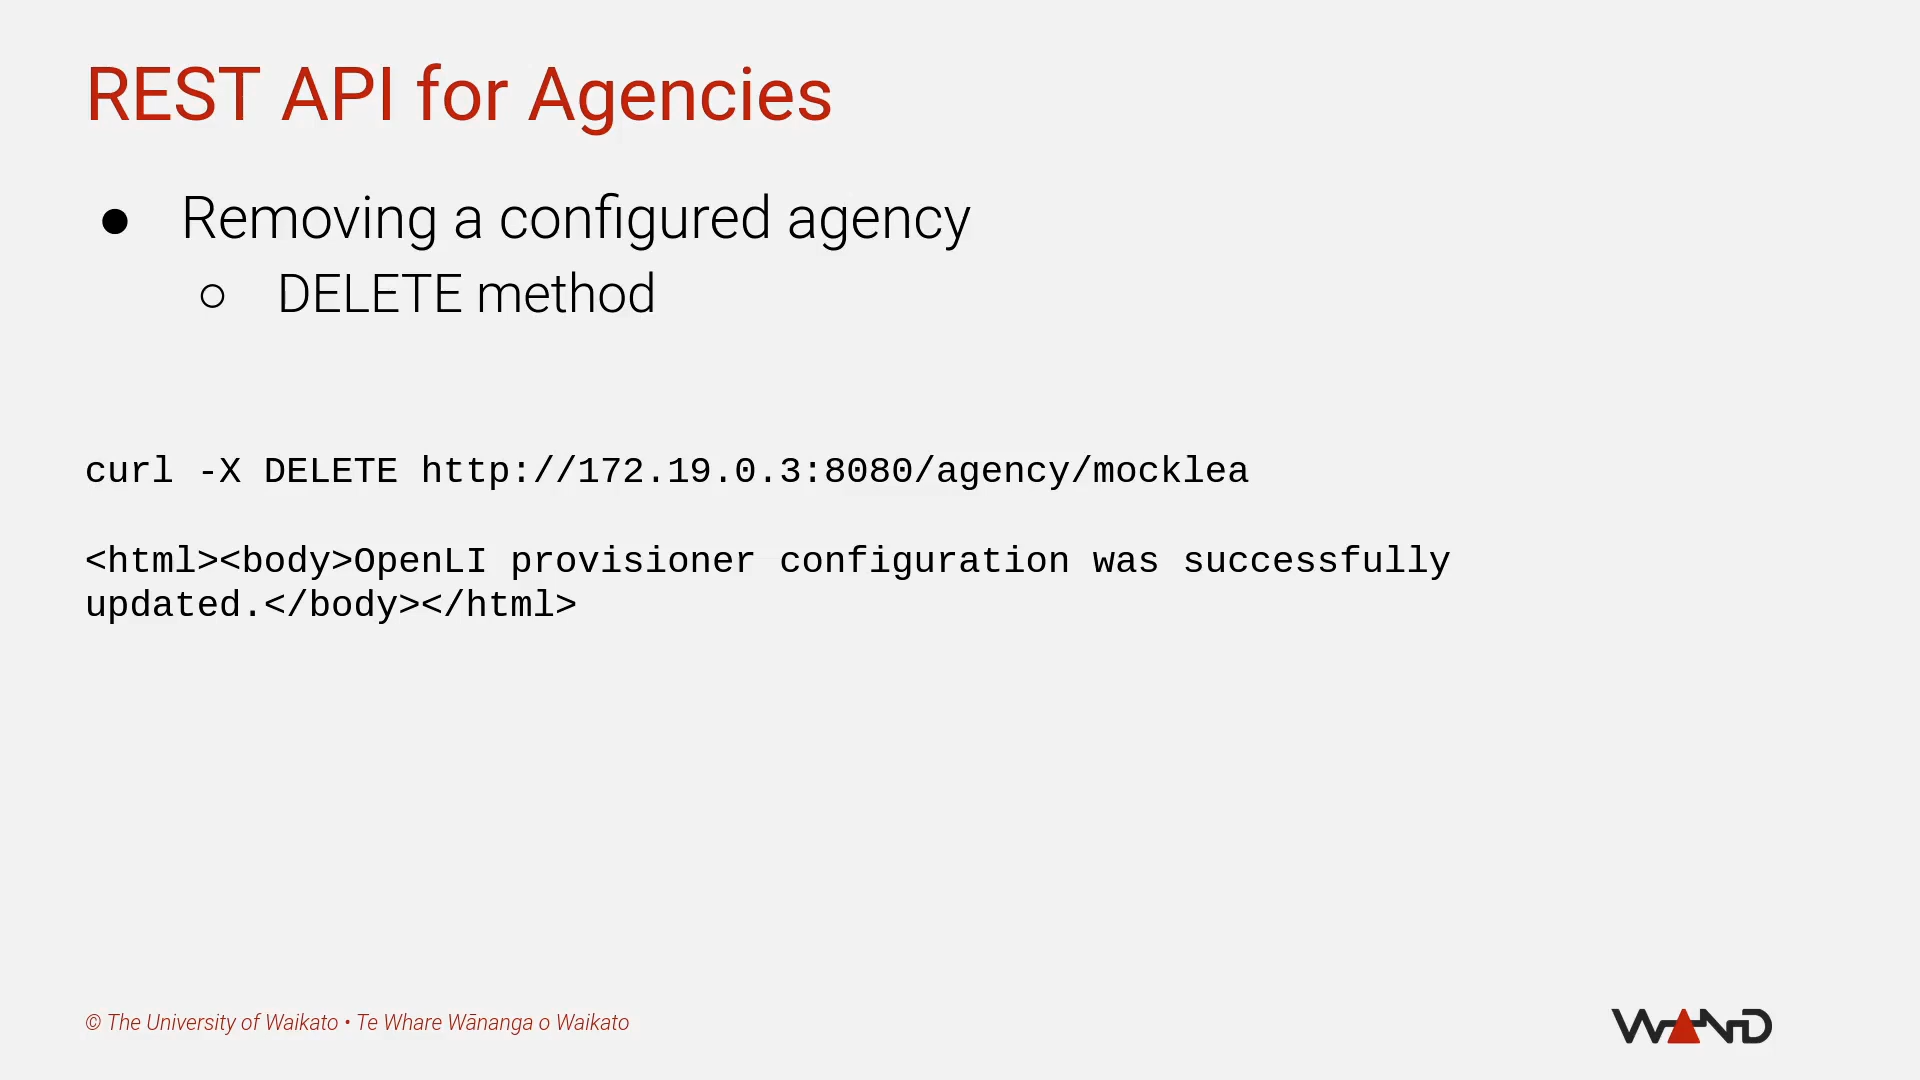 REST API for Agencies
● Removing a configured agency
○ DELETE method
curl -X DELETE http://172.19.0.3:8080/agency/mocklea
<html><body>OpenLI provisioner configuration was successfully
updated.</body></html>
© The University of Waikato • Te Whare Wānanga o Waikato
WAND